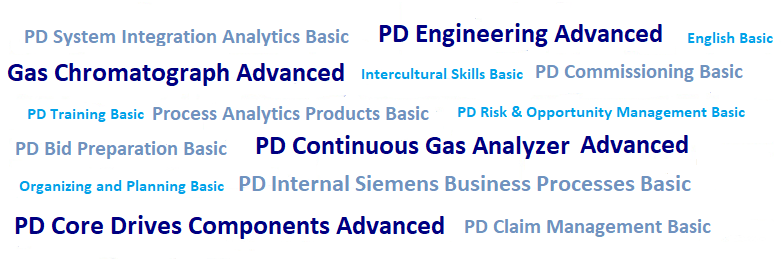 PD System Integration Analytics Basic PD Engineering Advanced English Basic
Gas Chromatograph Advanced Intercultural Skills Basic PD Commissioning Basic
PD Training Basic Process Analytics Products Basic PD Risk & Opportunity Management Basic
PD Bid Preparation Basic PD Continuous Gas Analyzer Advanced
Organizing and Planning Basic PD Internal Siemens Business Processes Basic
PD Core Drives Components Advanced PD Claim Management Basic